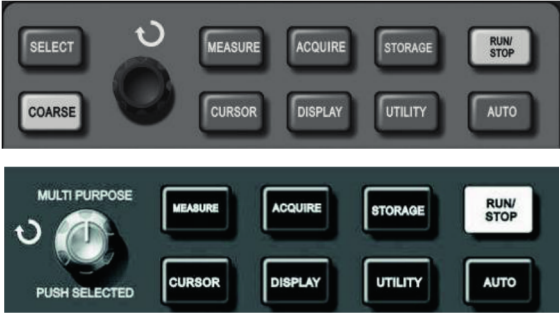 SELECT
MEASURE
ACQUIRE
STORAGE
RUN/
STOP
COARSE
CURSOR
DISPLAY
UTILITY
AUTO
MULTI PURPOSE
MEASURE
ACQUIRE
STORAGE
RUN/
STOP
PUSH SELECTED
CURSOR
DISPLAY
UTILITY
AUTO